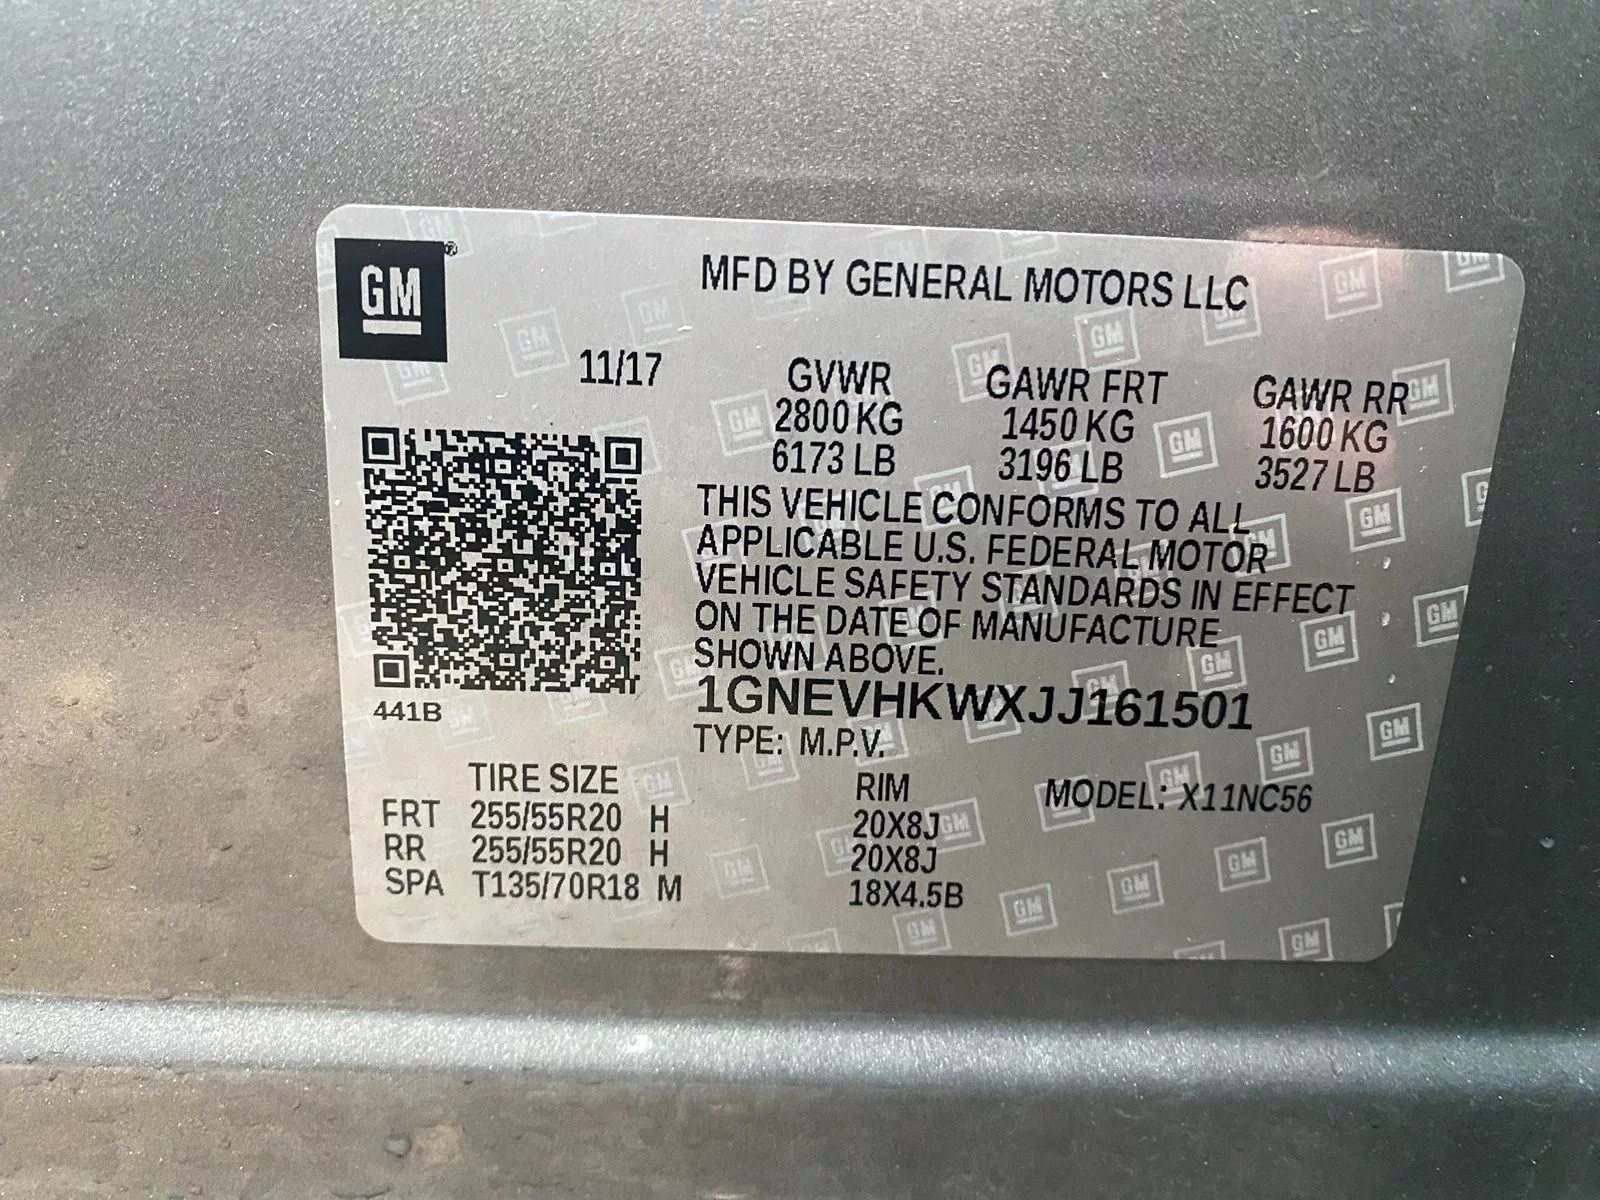 GM
MFD BY GENERAL MOTORS LLC
11/17
GVWR GAWR FRT GAWR RR
2800 KG 1450 KG 1600 KG
6173 LB 3196 LB 3527 LB
THIS VEHICLE CONFORMS TO ALL
APPLICABLE U.S. FEDERAL MOTOR
VEHICLE SAFETY STANDARDS IN EFFECT
ON THE DATE OF MANUFACTURE
SHOWN ABOVE.
1GNEVHKWXJJ161501
441B
TYPE: M.P.V.
TIRE SIZE RIM MODEL: X11NC56
FRT 255/55R20 H 20X8J
RR 255/55R20 H 20X8J
SPA T135/70R18 M 18X4.5B